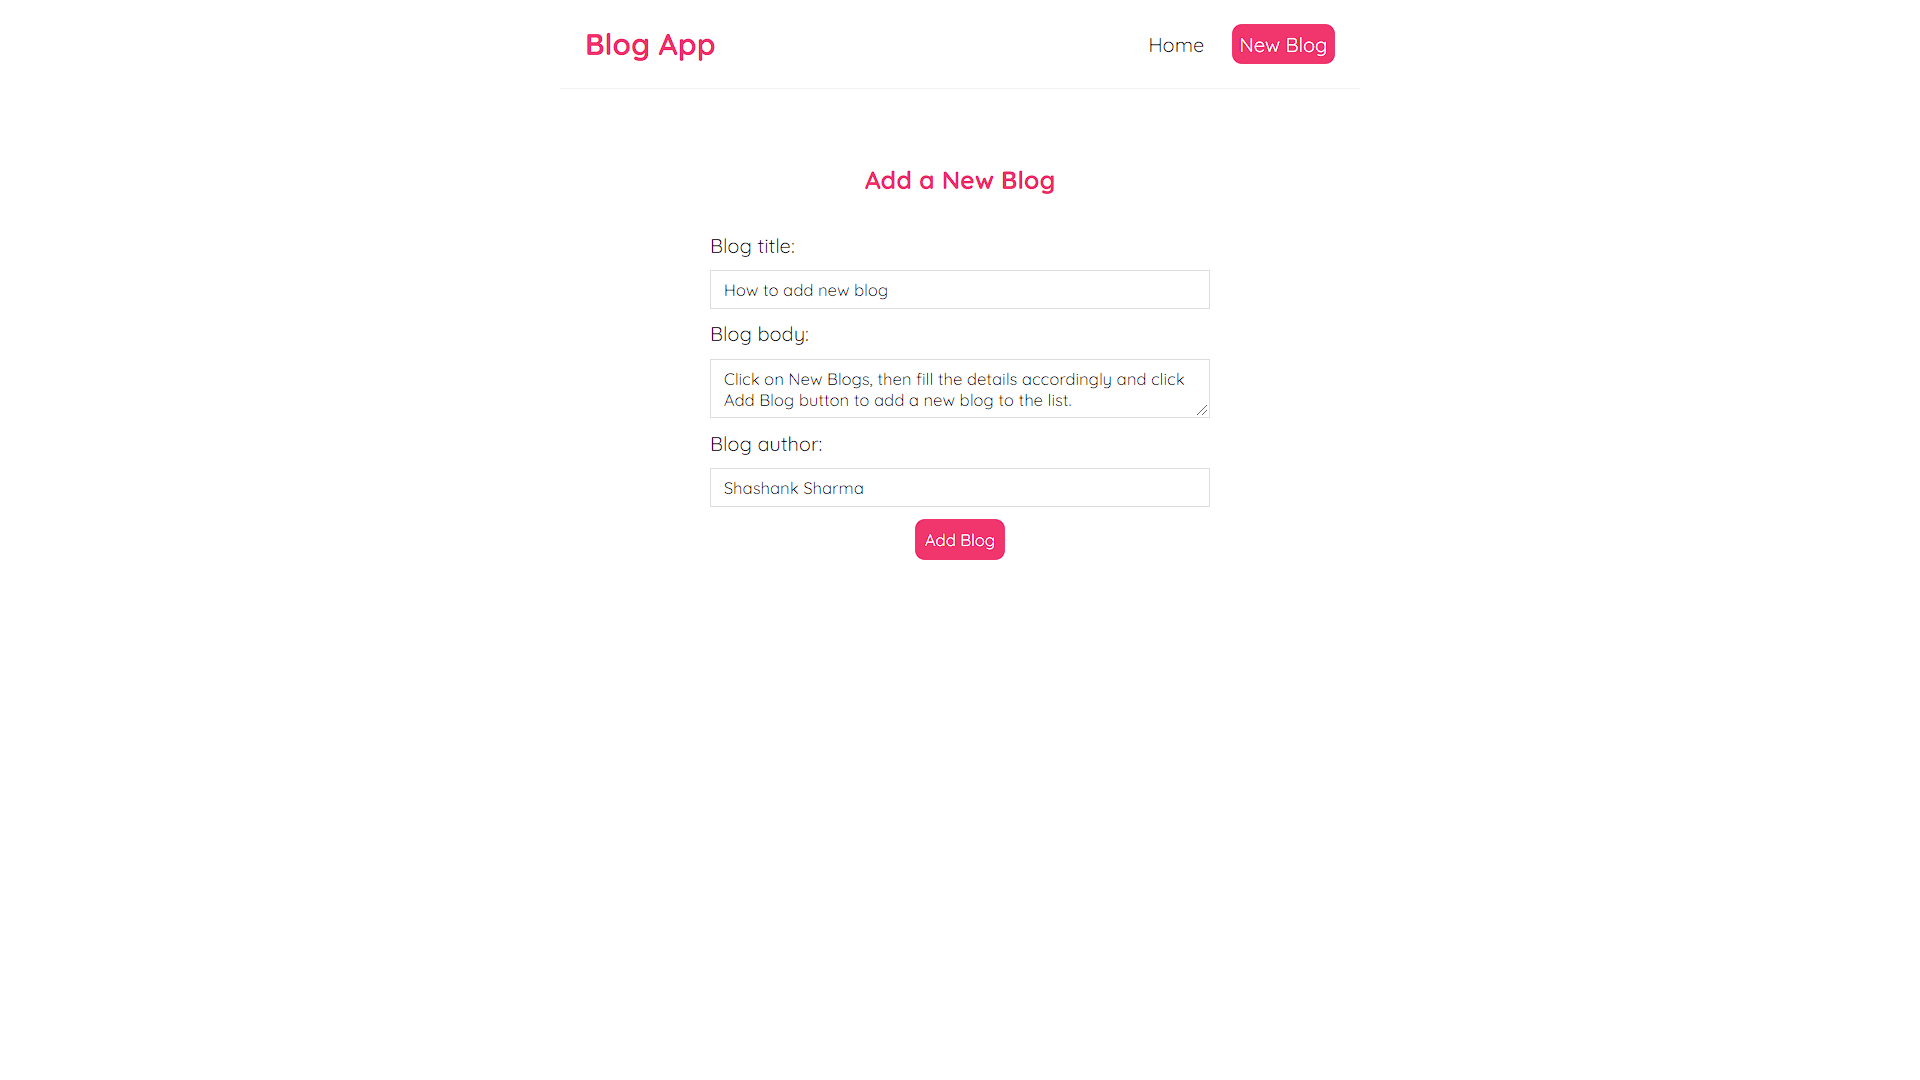 Blog App
Home
New Blog
Add a New Blog
Blog title:
How to add new blog
Blog body:
Click on New Blogs, then fill the details accordingly and click
Add Blog button to add a new blog to the list.
Blog author:
Shashank Sharma
Add Blog